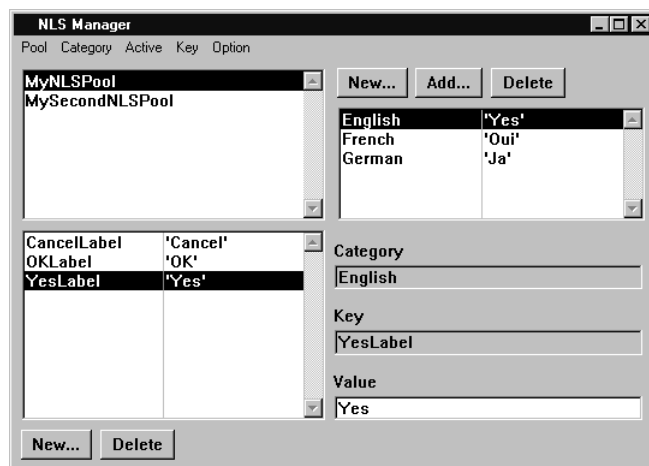 NLS Manager
Pool Category Active Key Option
MyNLSPool
MySecondNLSPool
New... Add... Delete
English 'Yes'
French 'Oui'
German 'Ja'
CancelLabel 'Cancel'
OKLabel 'OK'
YesLabel 'Yes'
Category
English
Key
YesLabel
Value
Yes
New... Delete